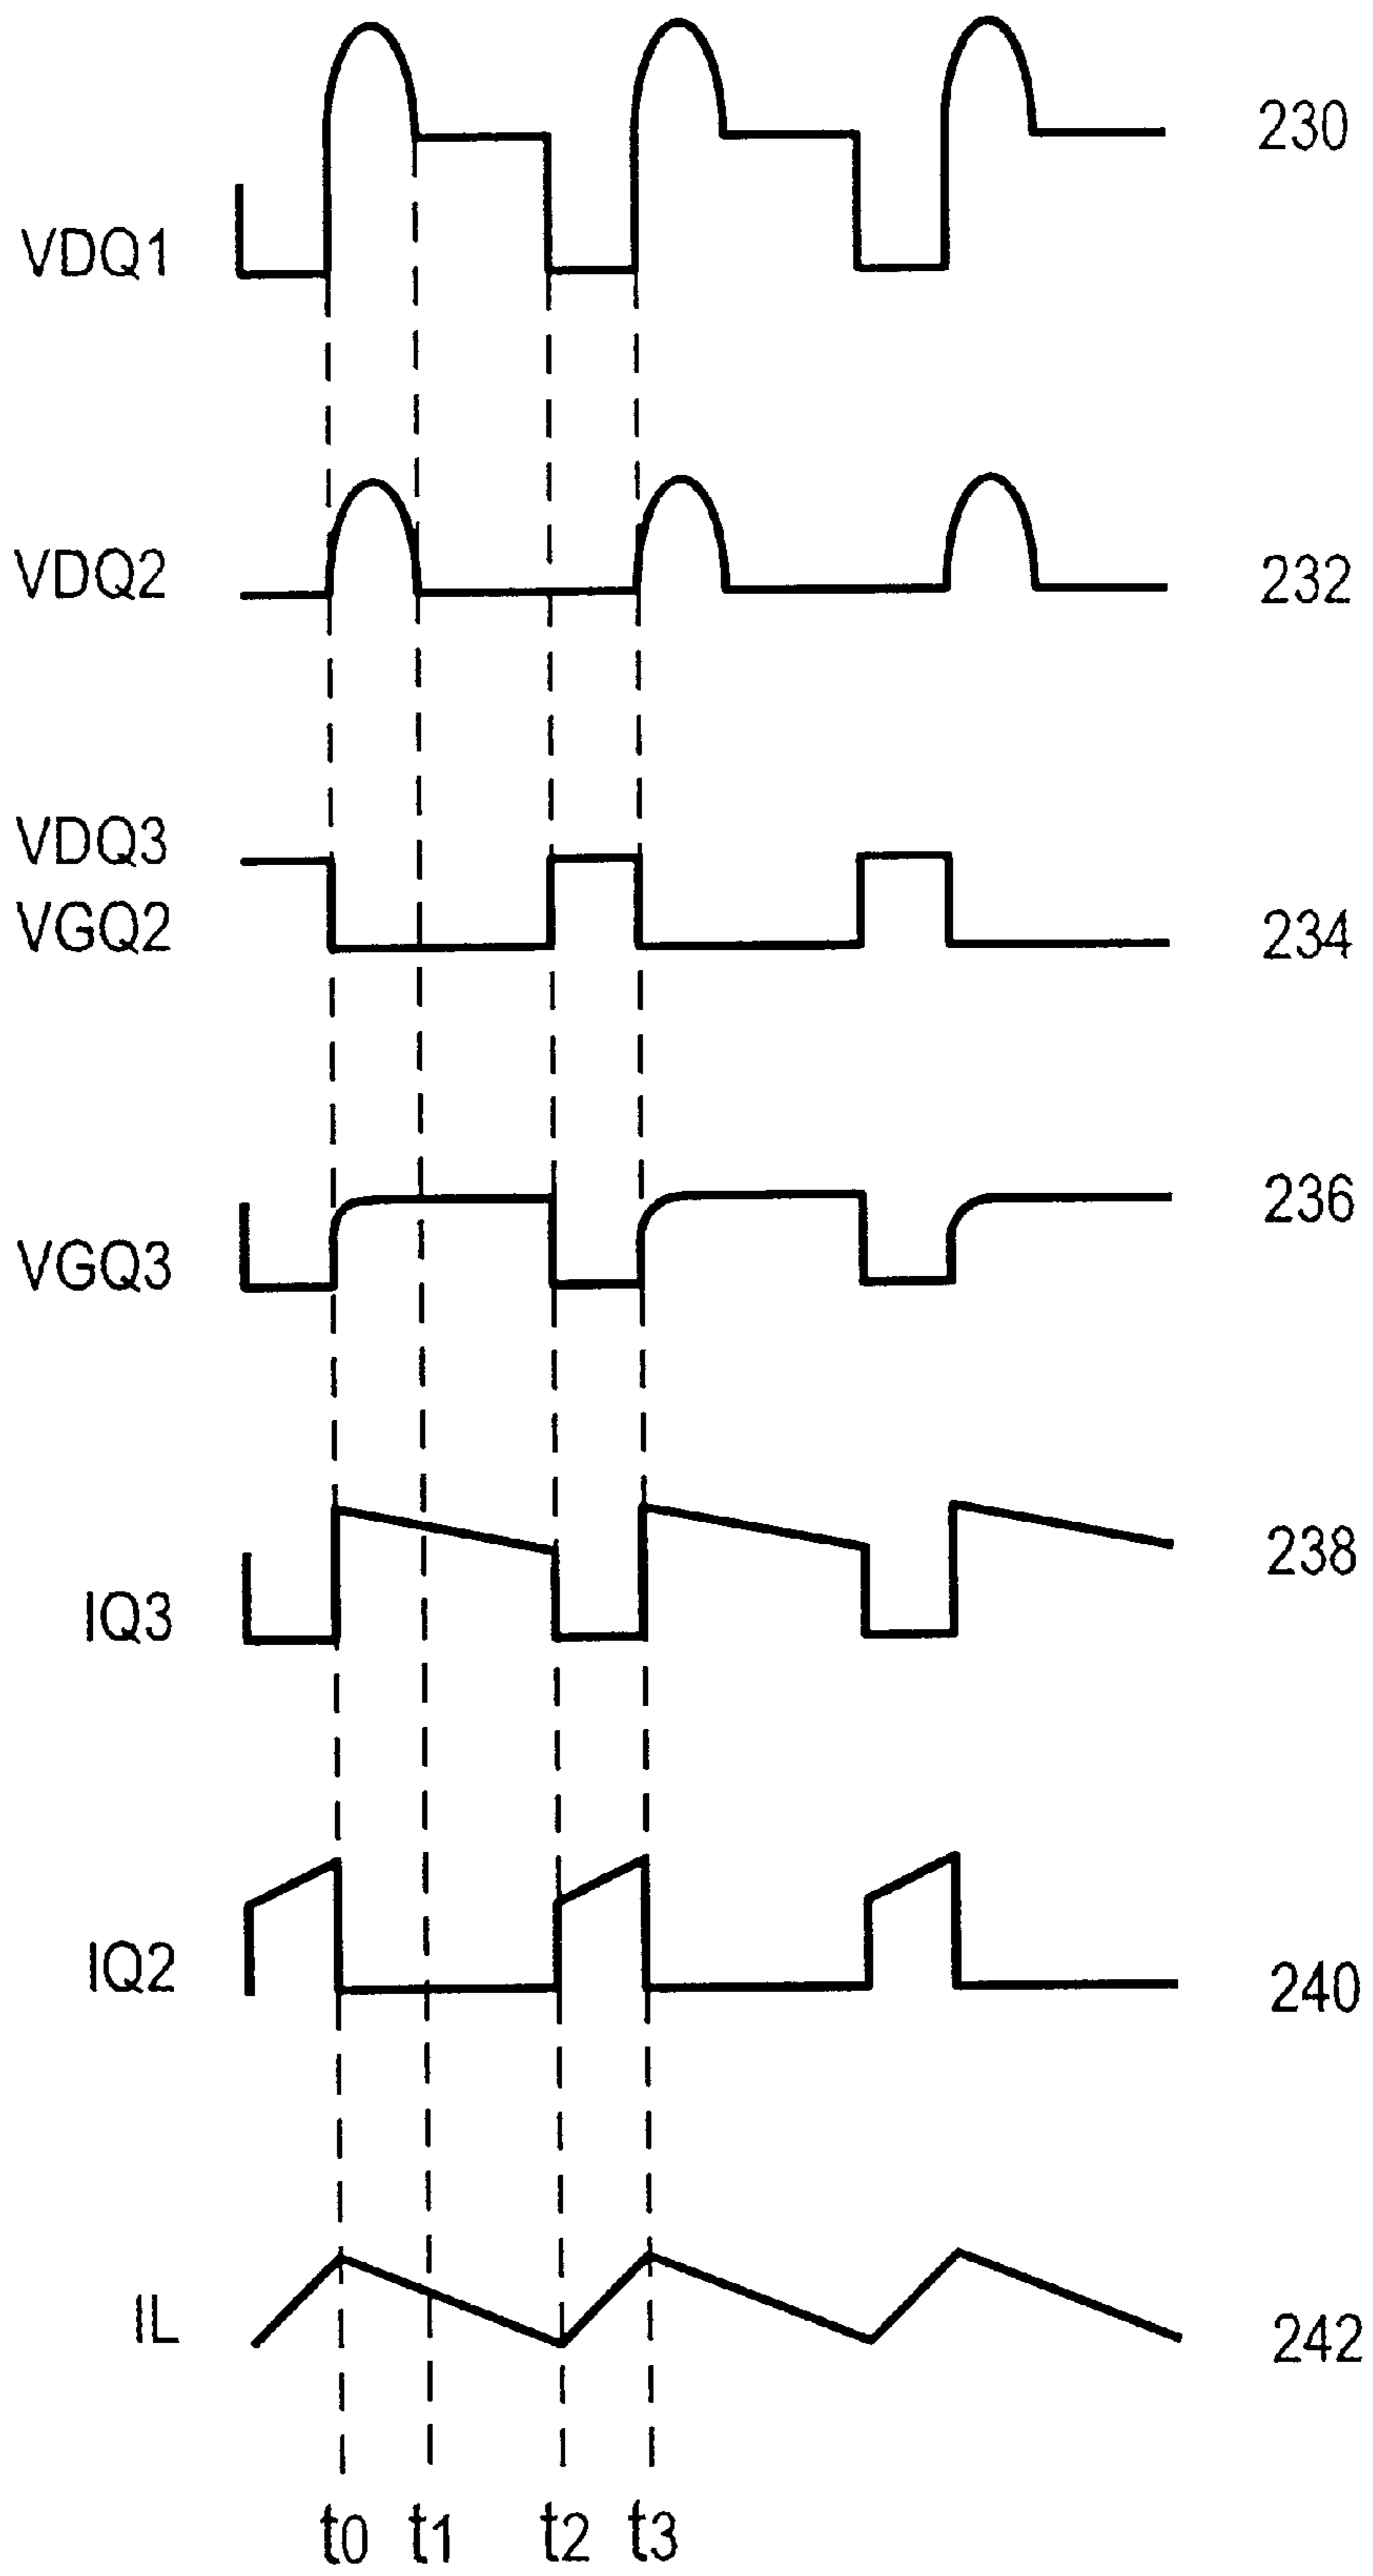 230
VDQ1
VDQ2 232
VDQ3
VGQ2 234
236
VGQ3
238
IQ3
IQ2 240
IL 242
t0 t1 t2 t3